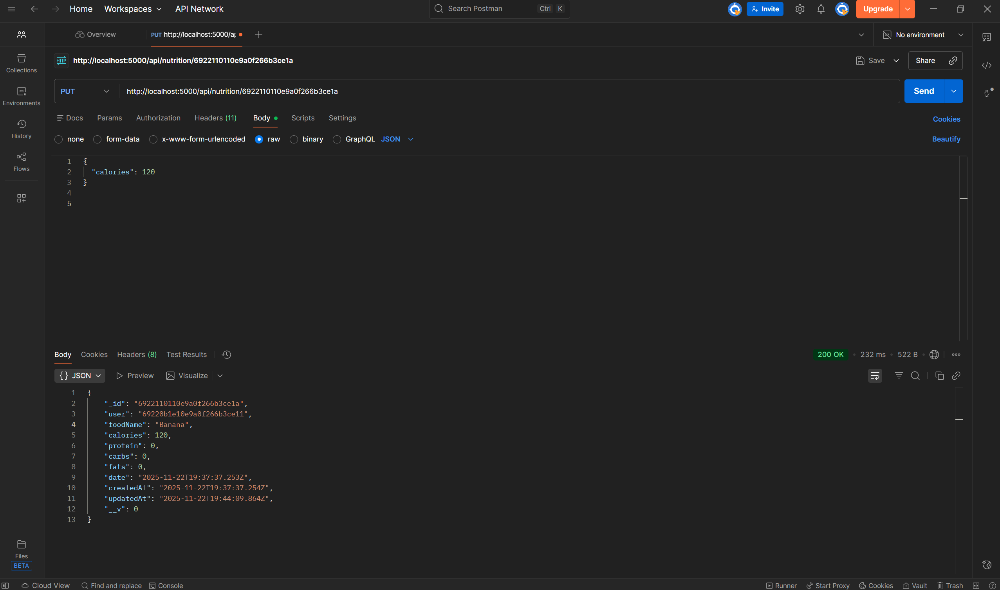 Home Workspaces API Network Search Postman Ctrl K Invite Upgrade
Overview PUT http://localhost:5000/ap No environment
HTTP http://localhost:5000/api/nutrition/6922110110e9a0f266b3ce1a Save Share
PUT http://localhost:5000/api/nutrition/6922110110e9a0f266b3ce1a Send
Docs Params Authorization Headers (11) Body Scripts Settings Cookies
none form-data x-www-form-urlencoded raw binary GraphQL JSON Beautify
Collections
Environments
History
Flows
1 {
2 "calories": 120
3 }
4
5
Body Cookies Headers (8) Test Results 200 OK • 232 ms • 522 B •
{} JSON Preview Visualize
1 {
2 "_id": "6922110110e9a0f266b3ce1a",
3 "user": "69220b1e10e9a0f266b3ce11",
4 "foodName": "Banana",
5 "calories": 120,
6 "protein": 0,
7 "carbs": 0,
8 "fats": 0,
9 "date": "2025-11-22T19:37:37.253Z",
10 "createdAt": "2025-11-22T19:37:37.254Z",
11 "updatedAt": "2025-11-22T19:44:09.864Z",
12 "__v": 0
13 }
Files
BETA
Cloud View Find and replace Console Runner Start Proxy Cookies Vault Trash